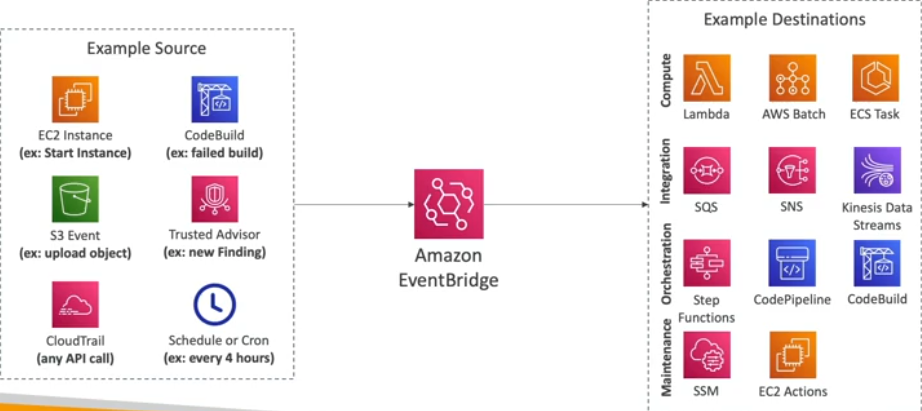 Example Source
EC2 Instance
(ex: Start Instance)
CodeBuild
(ex: failed build)
S3 Event
(ex: upload object)
Trusted Advisor
(ex: new Finding)
CloudTrail
(any API call)
Schedule or Cron
(ex: every 4 hours)
Amazon
EventBridge
Example Destinations
Compute
Lambda
AWS Batch
ECS Task
Integration
SQS
SNS
Kinesis Data
Streams
Orchestration
Step
Functions
CodePipeline
CodeBuild
Maintenance
SSM
EC2 Actions